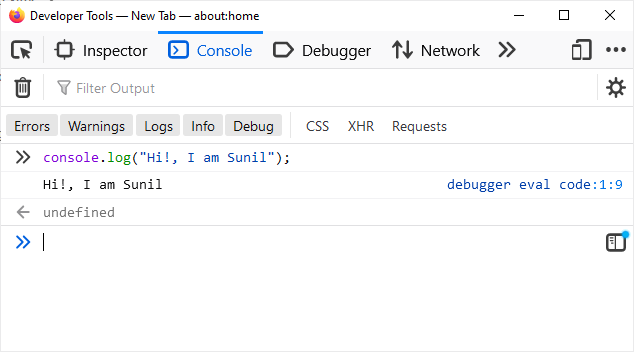 Developer Tools — New Tab — about:home
Inspector Console Debugger Network
Filter Output
Errors Warnings Logs Info Debug CSS XHR Requests
console.log("Hi!, I am Sunil");
Hi!, I am Sunil debugger eval code:1:9
undefined